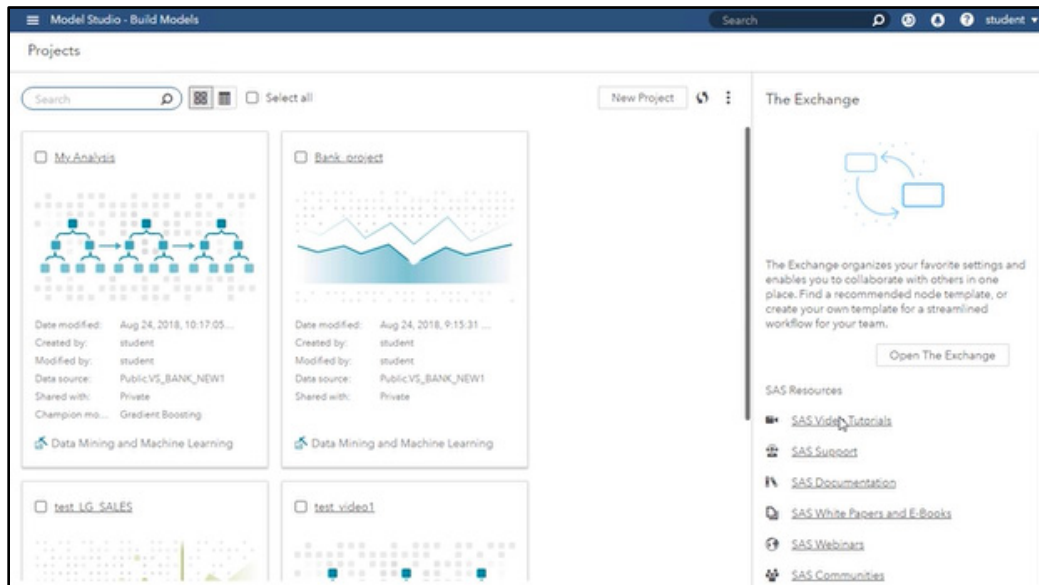 Model Studio - Build Models
Search
student
Projects
Search
Select all
New Project
My Analysis
Date modified: Aug 24, 2018, 10:17:05...
Created by: student
Modified by: student
Data source: Public.VS_BANK_NEW1
Shared with: Private
Champion mo... Gradient Boosting
Data Mining and Machine Learning
Bank_project
Date modified: Aug 24, 2018, 9:15:31 ...
Created by: student
Modified by: student
Data source: Public.VS_BANK_NEW1
Shared with: Private
Data Mining and Machine Learning
test_LG_SALES
test_video1
The Exchange
The Exchange organizes your favorite settings and
enables you to collaborate with others in one
place. Find a recommended node template, or
create your own template for a streamlined
workflow for your team.
Open The Exchange
SAS Resources
SAS Video Tutorials
SAS Support
SAS Documentation
SAS White Papers and E-Books
SAS Webinars
SAS Communities